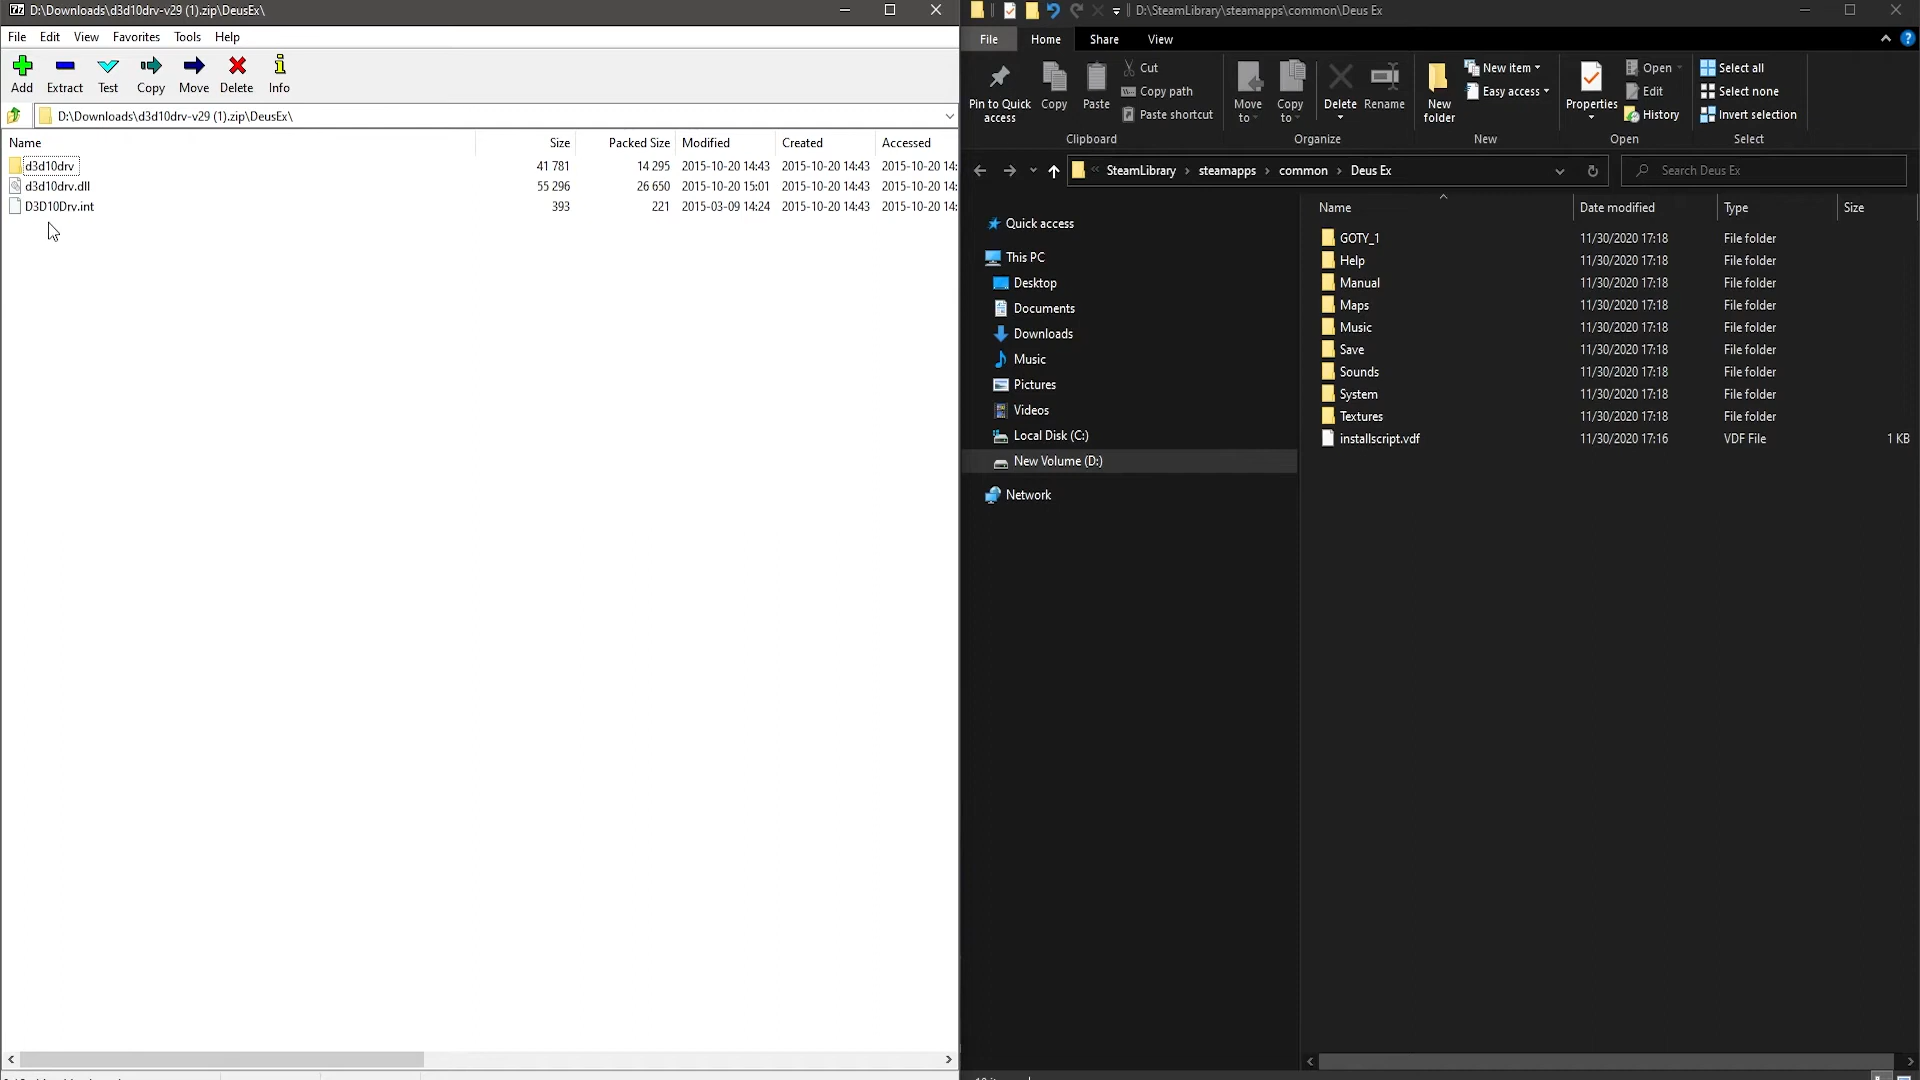 D:\Downloads\d3d10drv-v29 (1).zip\DeusEx\
File Edit View Favorites Tools Help
Add Extract Test Copy Move Delete Info
D:\Downloads\d3d10drv-v29 (1).zip\DeusEx\
Name Size Packed Size Modified Created Accessed
d3d10drv 41 781 14 295 2015-10-20 14:43 2015-10-20 14:43 2015-10-20 14:
d3d10drv.dll 55 296 26 650 2015-10-20 15:01 2015-10-20 14:43 2015-10-20 14:
D3D10Drv.int 393 221 2015-03-09 14:24 2015-10-20 14:43 2015-10-20 14:
D:\SteamLibrary\steamapps\common\Deus Ex
File Home Share View
Pin to Quick access
Copy
Paste
Cut
Copy path
Paste shortcut
Clipboard
Move to
Copy to
Delete
Rename
Organize
New folder
New item
Easy access
New
Properties
Open
Edit
History
Open
Select all
Select none
Invert selection
Select
« SteamLibrary › steamapps › common › Deus Ex
Search Deus Ex
Quick access
This PC
Desktop
Documents
Downloads
Music
Pictures
Videos
Local Disk (C:)
New Volume (D:)
Network
Name Date modified Type Size
GOTY_1 11/30/2020 17:18 File folder
Help 11/30/2020 17:18 File folder
Manual 11/30/2020 17:18 File folder
Maps 11/30/2020 17:18 File folder
Music 11/30/2020 17:18 File folder
Save 11/30/2020 17:18 File folder
Sounds 11/30/2020 17:18 File folder
System 11/30/2020 17:18 File folder
Textures 11/30/2020 17:18 File folder
installscript.vdf 11/30/2020 17:16 VDF File 1 KB